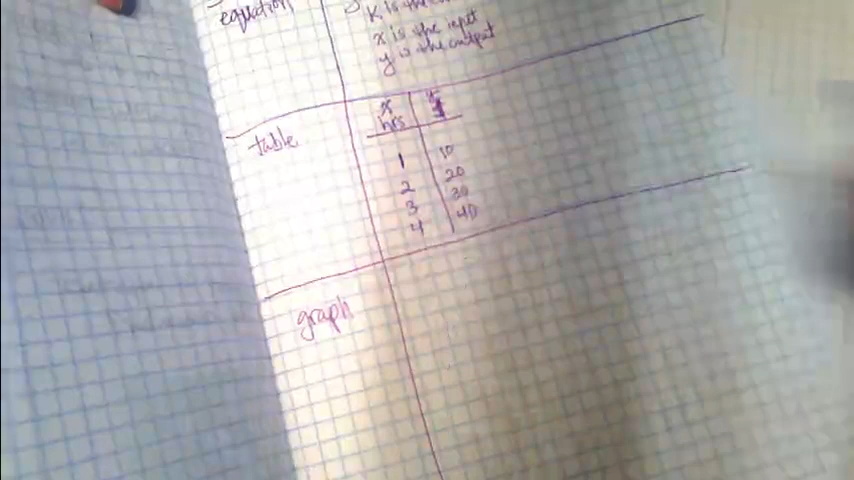 equation
K is the
x is the input
y is the output
table
x
hrs
1 10
2 20
3 30
4 40
graph